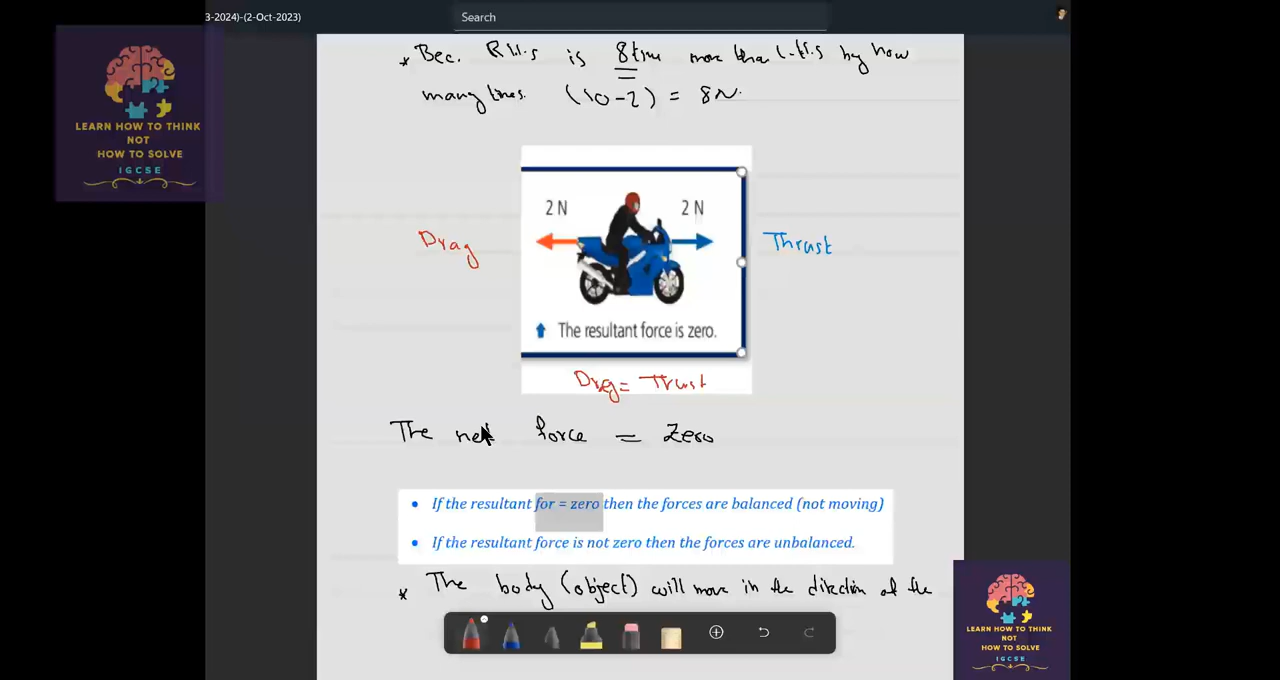 3-2024)-(2-Oct-2023)
Search
LEARN HOW TO THINK
NOT
HOW TO SOLVE
IGCSE
* Bec. R.H.s is 8 more than L.H.s by how
many (10-2) = 8N.
2 N 2 N
Drag Thrust
The resultant force is zero.
Drag = Trust
The net force = Zero
• If the resultant for = zero then the forces are balanced (not moving)
• If the resultant force is not zero then the forces are unbalanced.
* The body (object) will move in the direction of the
LEARN HOW TO THINK
NOT
HOW TO SOLVE
IGCSE